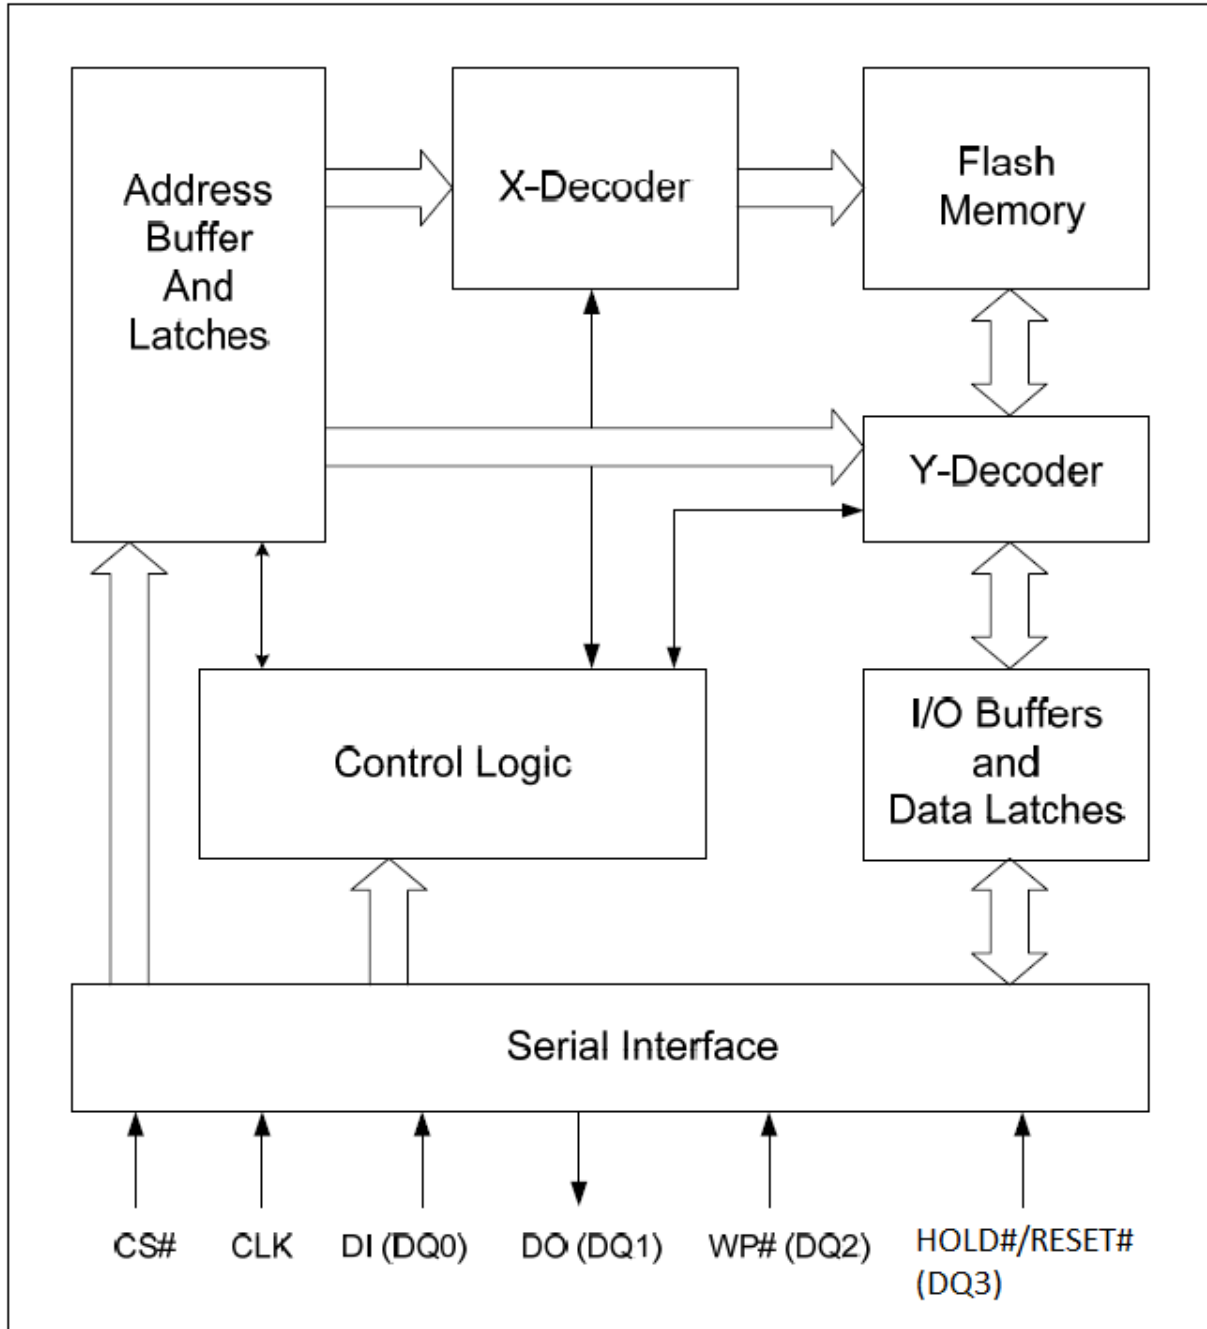 Address
Buffer
And
Latches
X-Decoder
Flash
Memory
Y-Decoder
Control Logic
I/O Buffers
and
Data Latches
Serial Interface
CS#
CLK
DI (DQ0)
DO (DQ1)
WP# (DQ2)
HOLD#/RESET#
(DQ3)